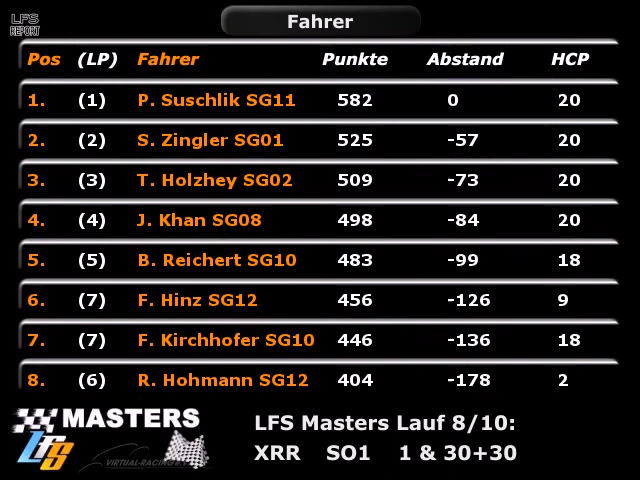 LFS
REPORT
Fahrer
Pos (LP) Fahrer Punkte Abstand HCP
1. (1) P. Suschlik SG11 582 0 20
2. (2) S. Zingler SG01 525 -57 20
3. (3) T. Holzhey SG02 509 -73 20
4. (4) J. Khan SG08 498 -84 20
5. (5) B. Reichert SG10 483 -99 18
6. (7) F. Hinz SG12 456 -126 9
7. (7) F. Kirchhofer SG10 446 -136 18
8. (6) R. Hohmann SG12 404 -178 2
MASTERS
LFS
VIRTUAL-RACING
LFS Masters Lauf 8/10:
XRR SO1 1 & 30+30